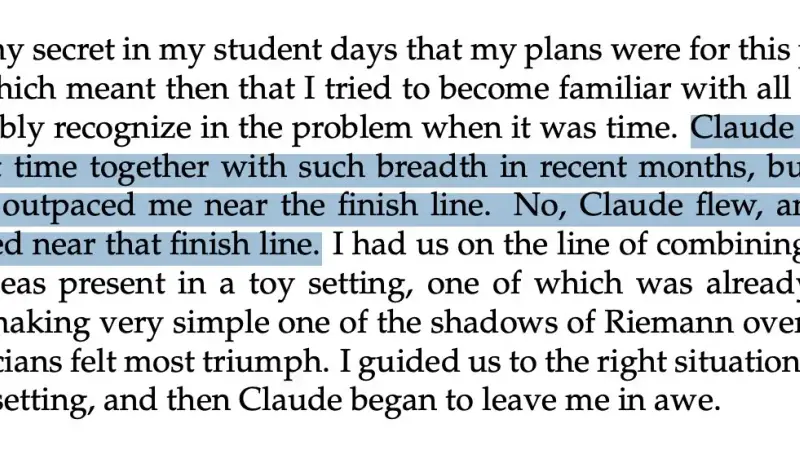 ny secret in my student days that my plans were for this p
hich meant then that I tried to become familiar with all
bly recognize in the problem when it was time. Claude
t time together with such breadth in recent months, bu
outpaced me near the finish line. No, Claude flew, an
ed near that finish line. I had us on the line of combining
eas present in a toy setting, one of which was already
making very simple one of the shadows of Riemann over
cians felt most triumph. I guided us to the right situation
setting, and then Claude began to leave me in awe.